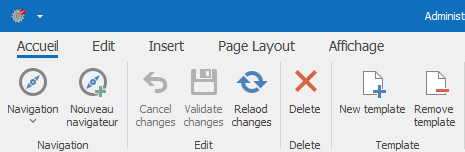 Administ
Accueil Edit Insert Page Layout Affichage
Navigation Nouveau navigateur Cancel changes Validate changes Relaod changes Delete New template Remove template
Navigation Edit Delete Template